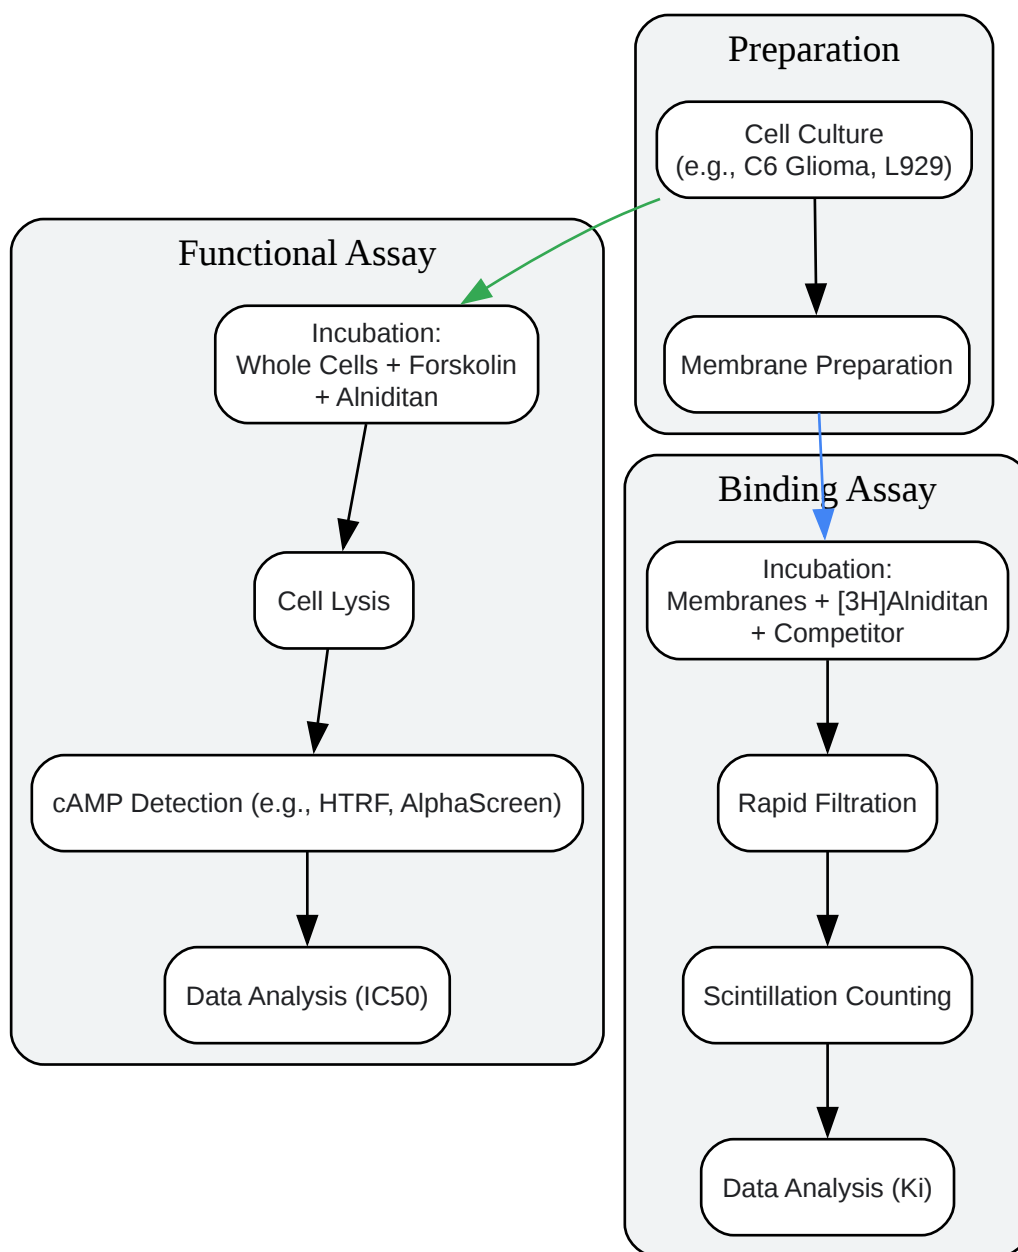 Preparation
Cell Culture
(e.g., C6 Glioma, L929)
Membrane Preparation
Functional Assay
Incubation:
Whole Cells + Forskolin
+ Alniditan
Cell Lysis
cAMP Detection (e.g., HTRF, AlphaScreen)
Data Analysis (IC50)
Binding Assay
Incubation:
Membranes + [3H]Alniditan
+ Competitor
Rapid Filtration
Scintillation Counting
Data Analysis (Ki)